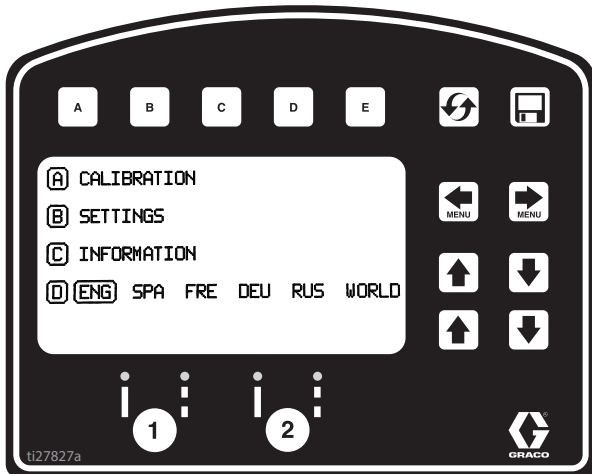 A B C D E
A CALIBRATION
B SETTINGS
C INFORMATION
D ENG SPA FRE DEU RUS WORLD
MENU MENU
1 2
ti27827a
GRACO